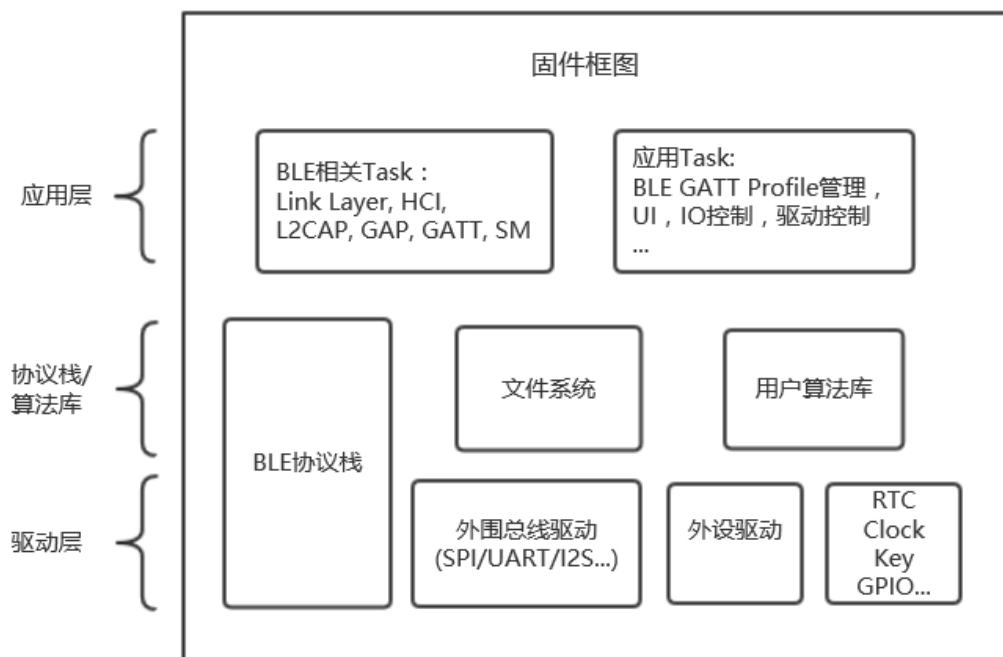 固件框图
应用层
BLE相关Task：
Link Layer, HCI,
L2CAP, GAP, GATT, SM
应用Task:
BLE GATT Profile管理，
UI，IO控制，驱动控制
...
协议栈/
算法库
BLE协议栈
文件系统
用户算法库
驱动层
外围总线驱动
(SPI/UART/I2S...)
外设驱动
RTC
Clock
Key
GPIO...